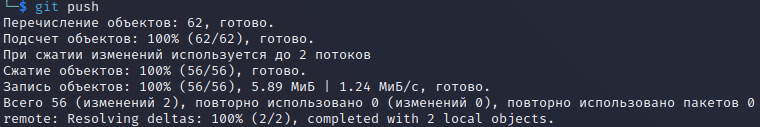 └─$ git push
Перечисление объектов: 62, готово.
Подсчет объектов: 100% (62/62), готово.
При сжатии изменений используется до 2 потоков
Сжатие объектов: 100% (56/56), готово.
Запись объектов: 100% (56/56), 5.89 МиБ | 1.24 МиБ/с, готово.
Всего 56 (изменений 2), повторно использовано 0 (изменений 0), повторно использовано пакетов 0
remote: Resolving deltas: 100% (2/2), completed with 2 local objects.